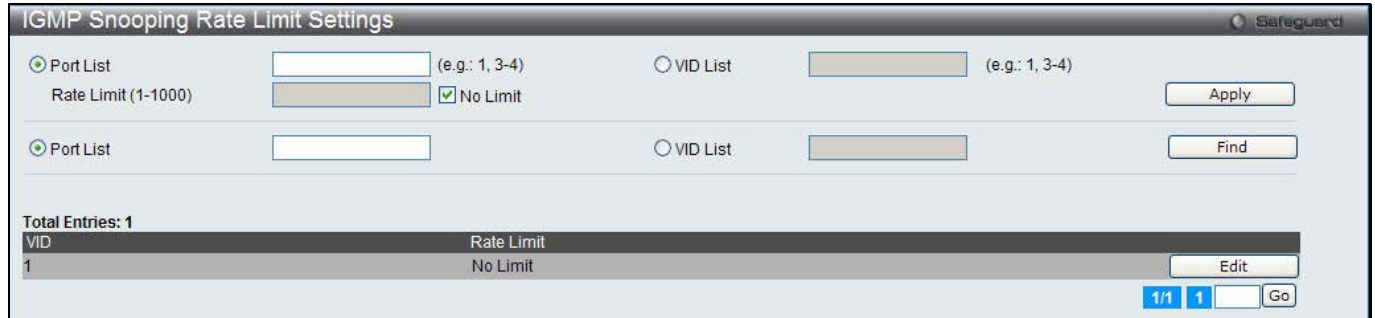 IGMP Snooping Rate Limit Settings
Safeguard
Port List (e.g.: 1, 3-4) VID List (e.g.: 1, 3-4)
Rate Limit (1-1000) No Limit Apply
Port List VID List Find
Total Entries: 1
VID Rate Limit
1 No Limit Edit
1/1 1 Go